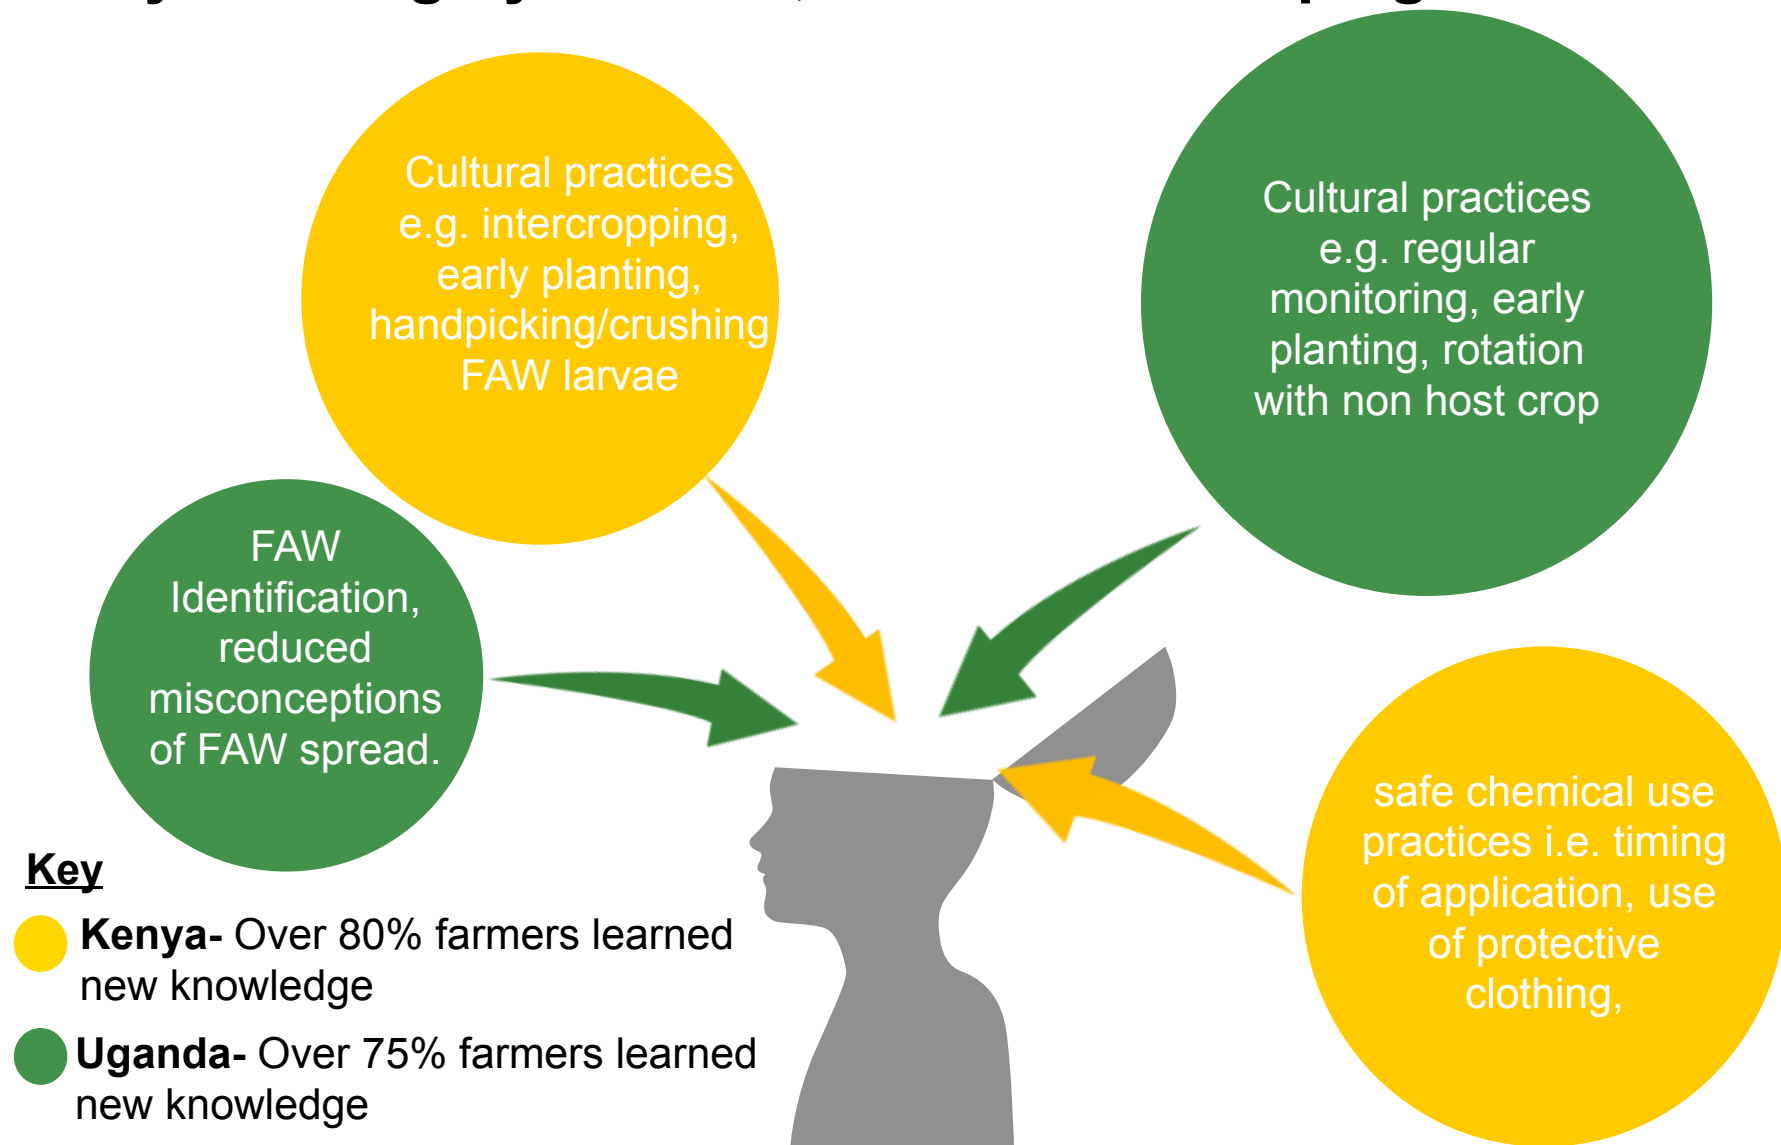 Cultural practices
e.g. intercropping,
early planting,
handpicking/crushing
FAW larvae
Cultural practices
e.g. regular
monitoring, early
planting, rotation
with non host crop
FAW
Identification,
reduced
misconceptions
of FAW spread.
safe chemical use
practices i.e. timing
of application, use
of protective
clothing,
Key
Kenya- Over 80% farmers learned
new knowledge
Uganda- Over 75% farmers learned
new knowledge